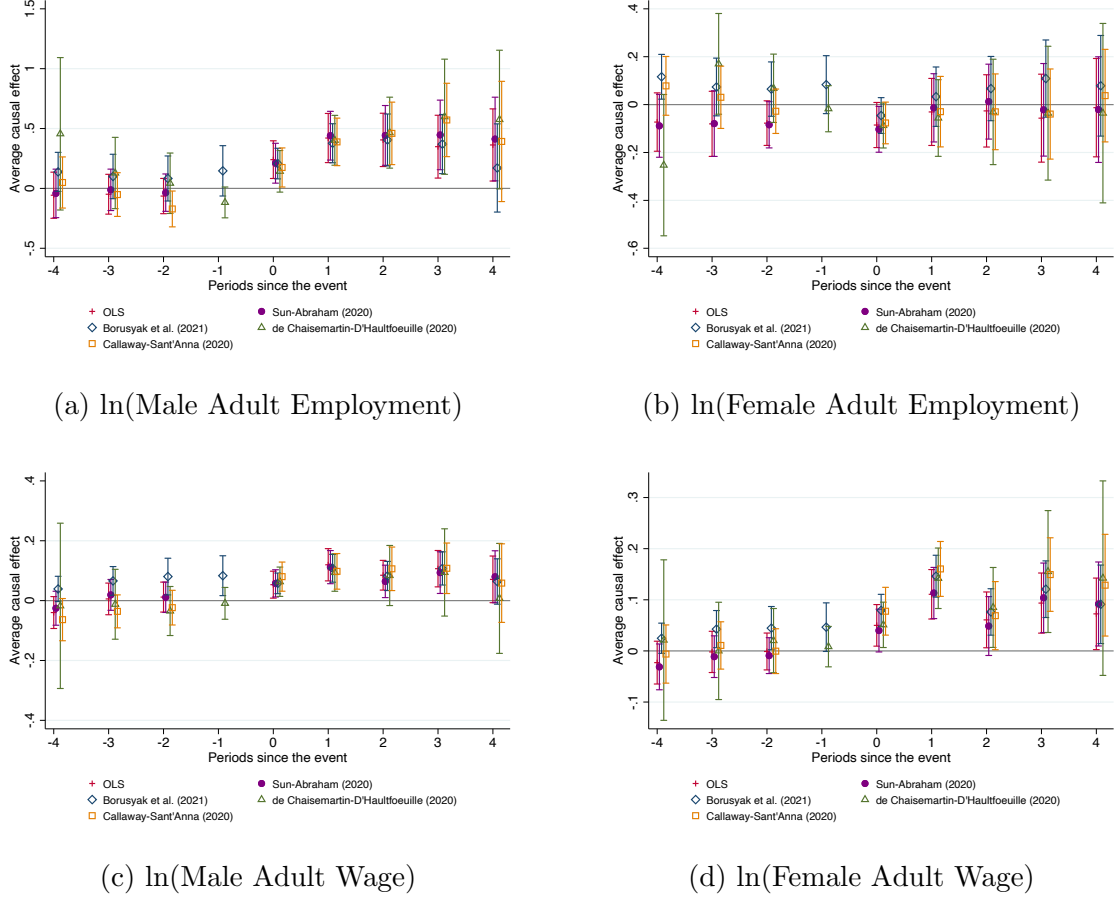 1.5
1
.5
0
-.5
Average causal effect
-4 -3 -2 -1 0 1 2 3 4
Periods since the event
OLS Sun-Abraham (2020)
Borusyak et al. (2021) de Chaisemartin-D'Haultfoeuille (2020)
Callaway-Sant'Anna (2020)
(a) ln(Male Adult Employment)
.4
.2
0
-.2
-.4
-.6
Average causal effect
-4 -3 -2 -1 0 1 2 3 4
Periods since the event
OLS Sun-Abraham (2020)
Borusyak et al. (2021) de Chaisemartin-D'Haultfoeuille (2020)
Callaway-Sant'Anna (2020)
(b) ln(Female Adult Employment)
.4
.2
0
-.2
-.4
Average causal effect
-4 -3 -2 -1 0 1 2 3 4
Periods since the event
OLS Sun-Abraham (2020)
Borusyak et al. (2021) de Chaisemartin-D'Haultfoeuille (2020)
Callaway-Sant'Anna (2020)
(c) ln(Male Adult Wage)
.3
.2
.1
0
-.1
Average causal effect
-4 -3 -2 -1 0 1 2 3 4
Periods since the event
OLS Sun-Abraham (2020)
Borusyak et al. (2021) de Chaisemartin-D'Haultfoeuille (2020)
Callaway-Sant'Anna (2020)
(d) ln(Female Adult Wage)